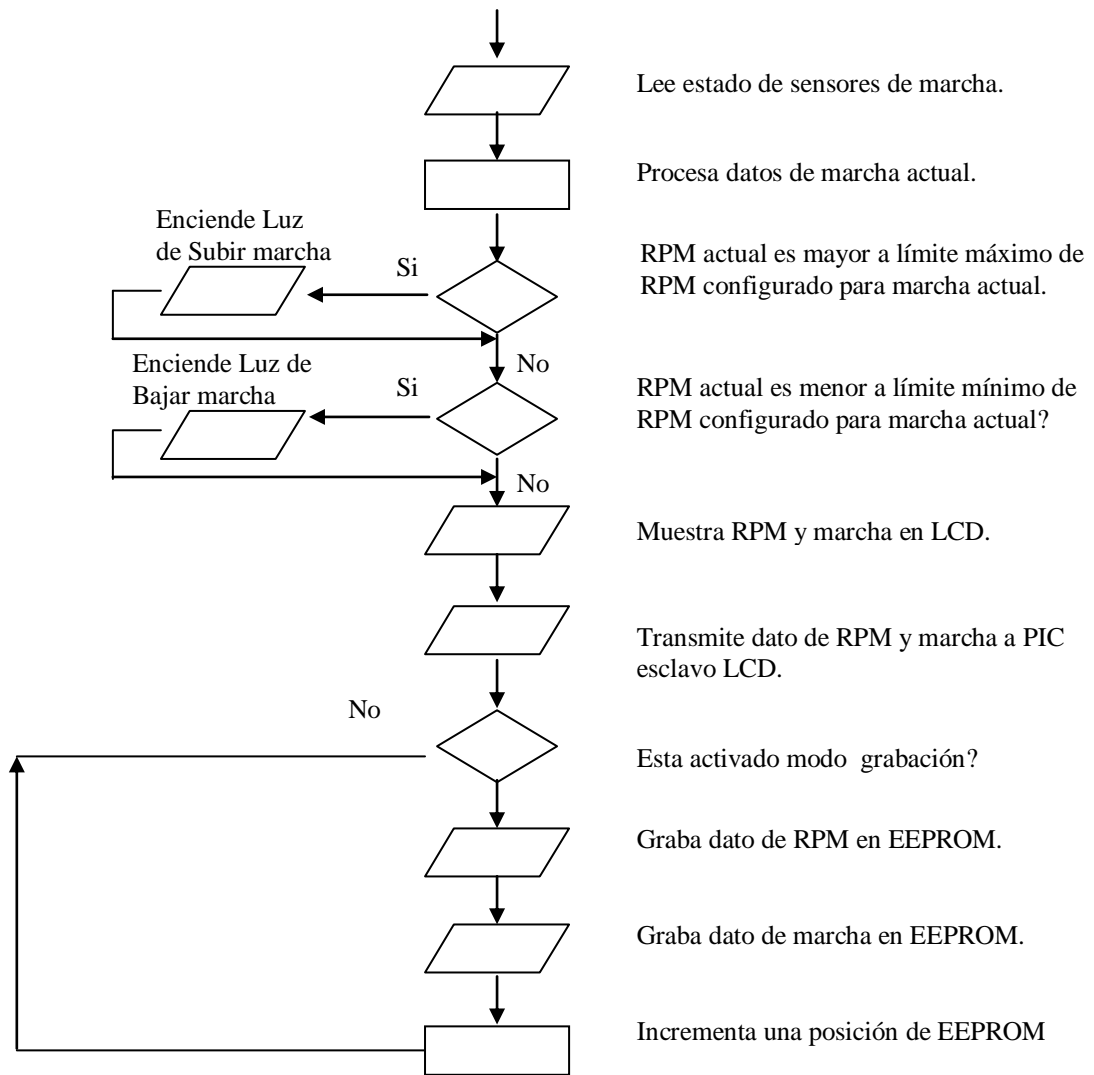 Lee estado de sensores de marcha.
Procesa datos de marcha actual.
Enciende Luz
de Subir marcha
Si
RPM actual es mayor a límite máximo de
RPM configurado para marcha actual.
No
Enciende Luz de
Bajar marcha
Si
RPM actual es menor a límite mínimo de
RPM configurado para marcha actual?
No
Muestra RPM y marcha en LCD.
Transmite dato de RPM y marcha a PIC
esclavo LCD.
No
Esta activado modo  grabación?
Graba dato de RPM en EEPROM.
Graba dato de marcha en EEPROM.
Incrementa una posición de EEPROM